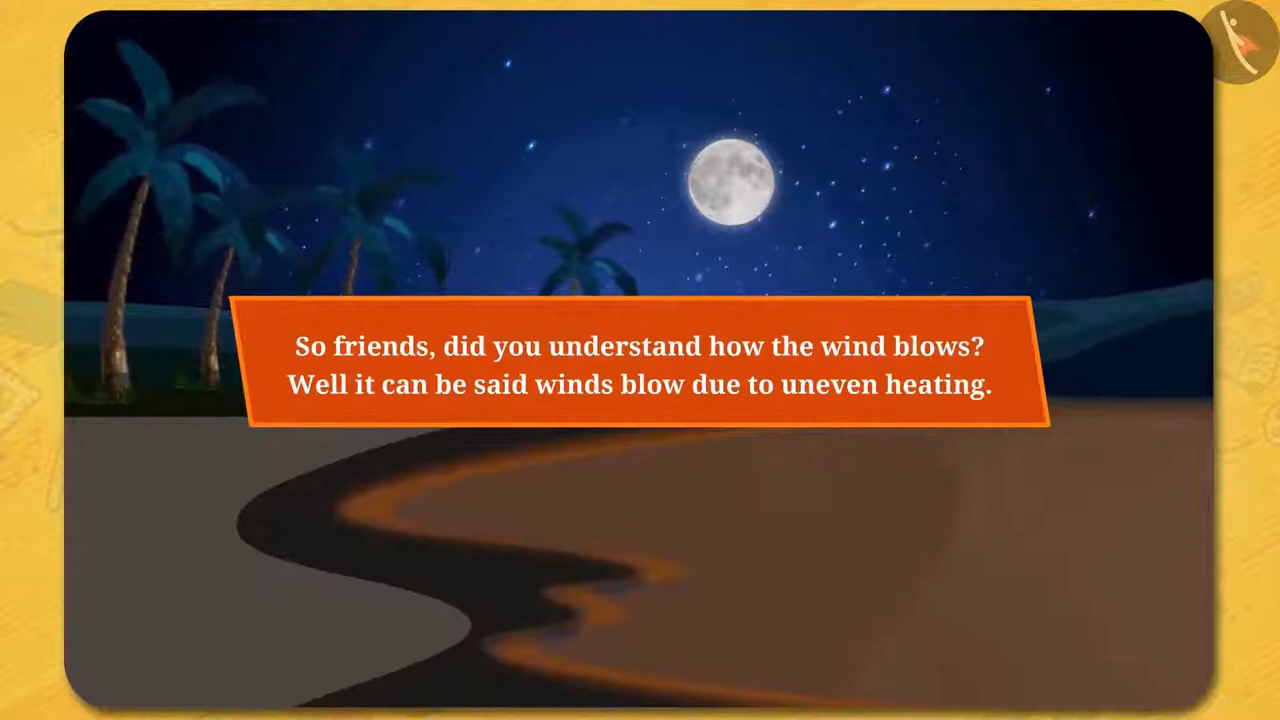 So friends, did you understand how the wind blows?
Well it can be said winds blow due to uneven heating.